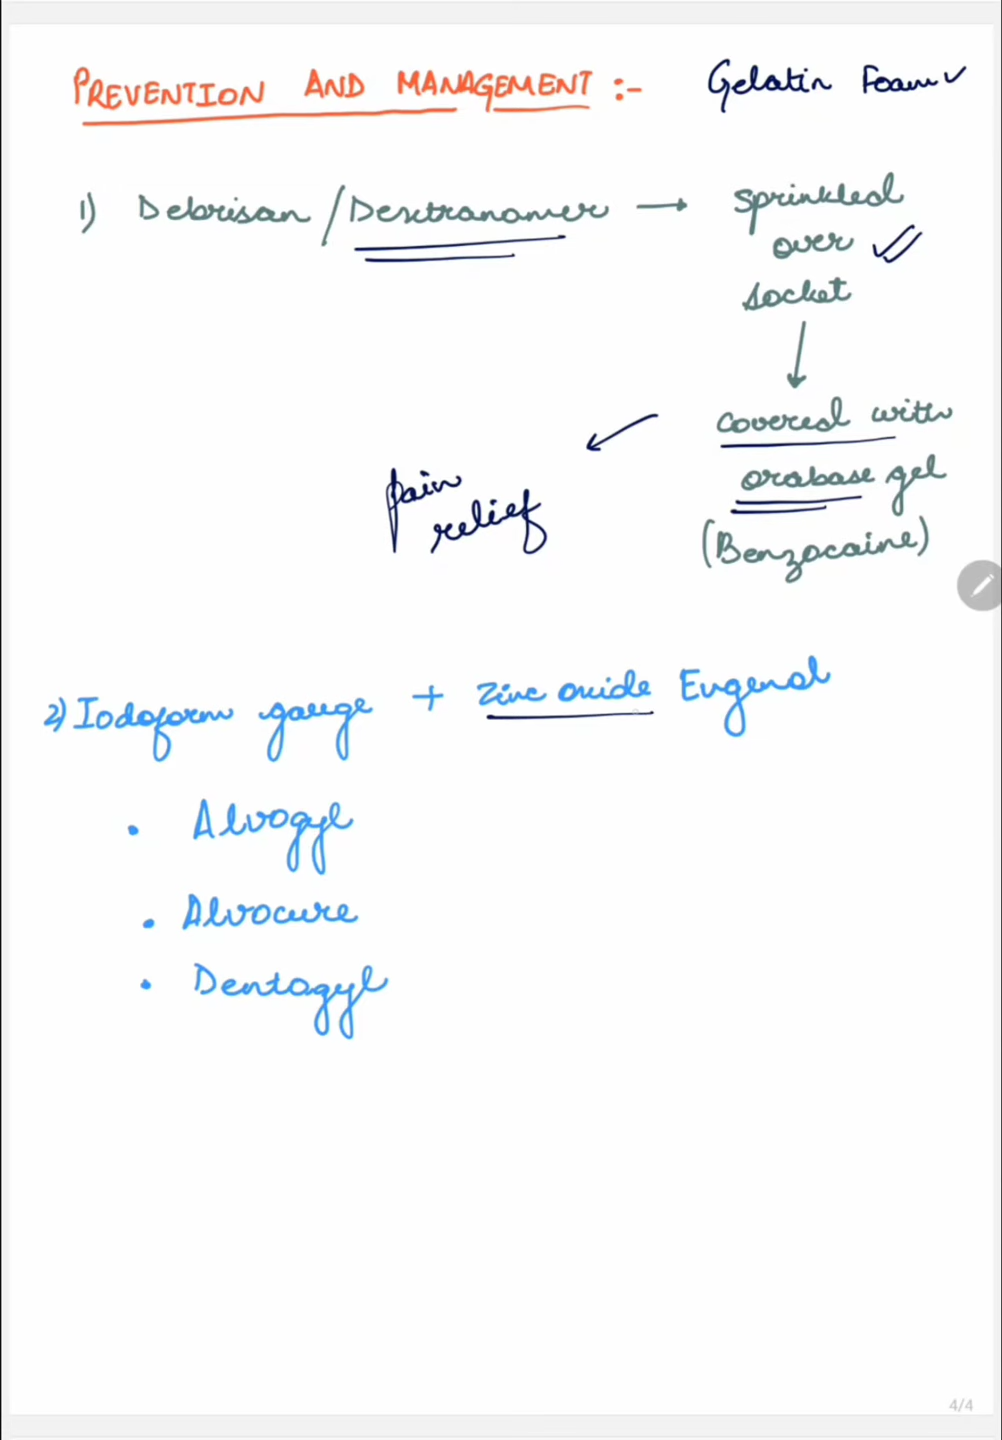 PREVENTION AND MANAGEMENT :- Gelatin Foam
1) Debrisan / Dextranomer → sprinkled
over
socket
↓
covered with
orabase gel
(Benzocaine)
← pain
relief
2) Iodoform gauge + Zinc oxide Eugenol
• Alvogyl
• Alvocure
• Dentogyl
4/4